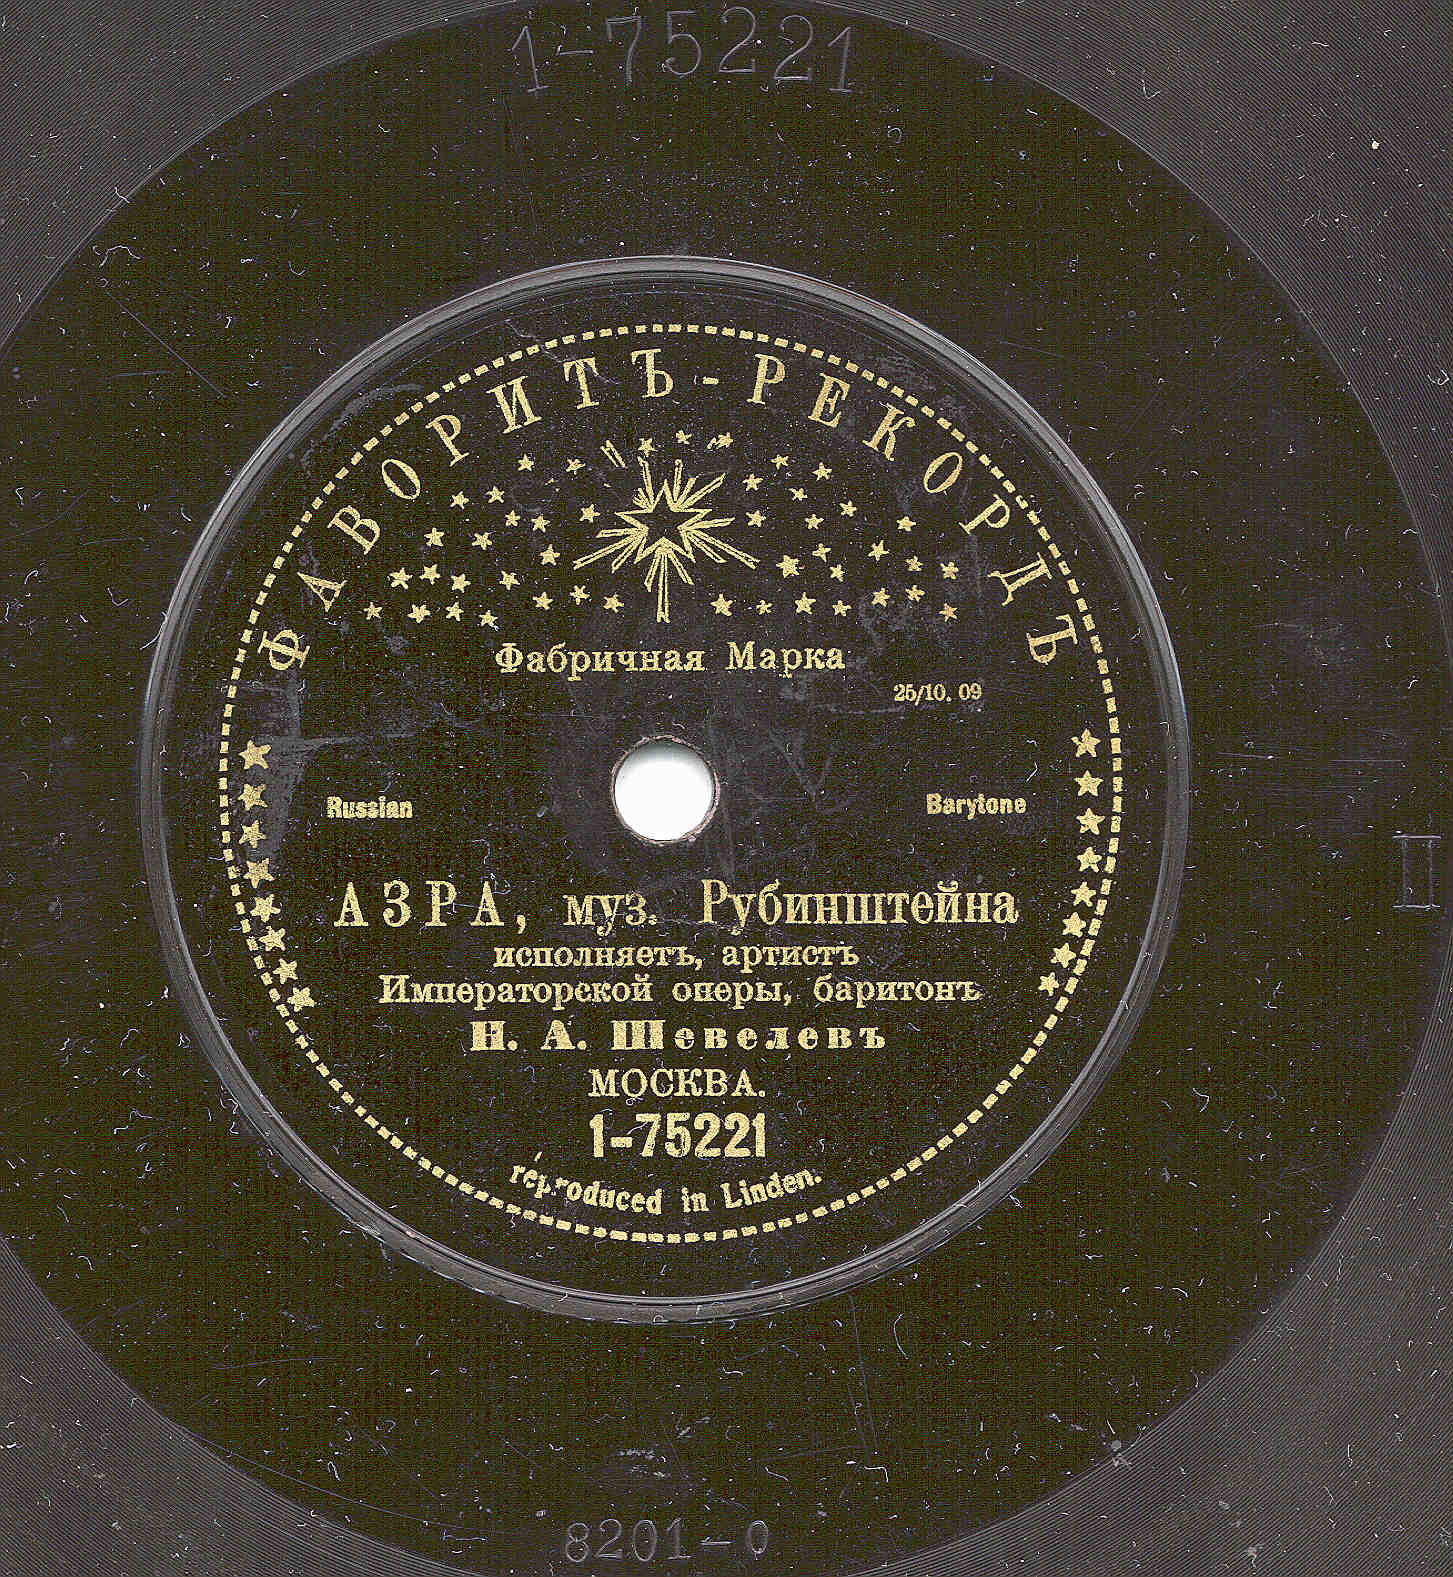 1-75221
ФАВОРИТЪ-РЕКОРДЪ
Фабричная Марка
25/10. 09
Russian
Barytone
АЗРА, муз. Рубинштейна
исполняетъ, артистъ
Императорской оперы, баритонъ
Н. А. Шевелевъ
МОСКВА.
1-75221
reproduced in Linden.
8201-0